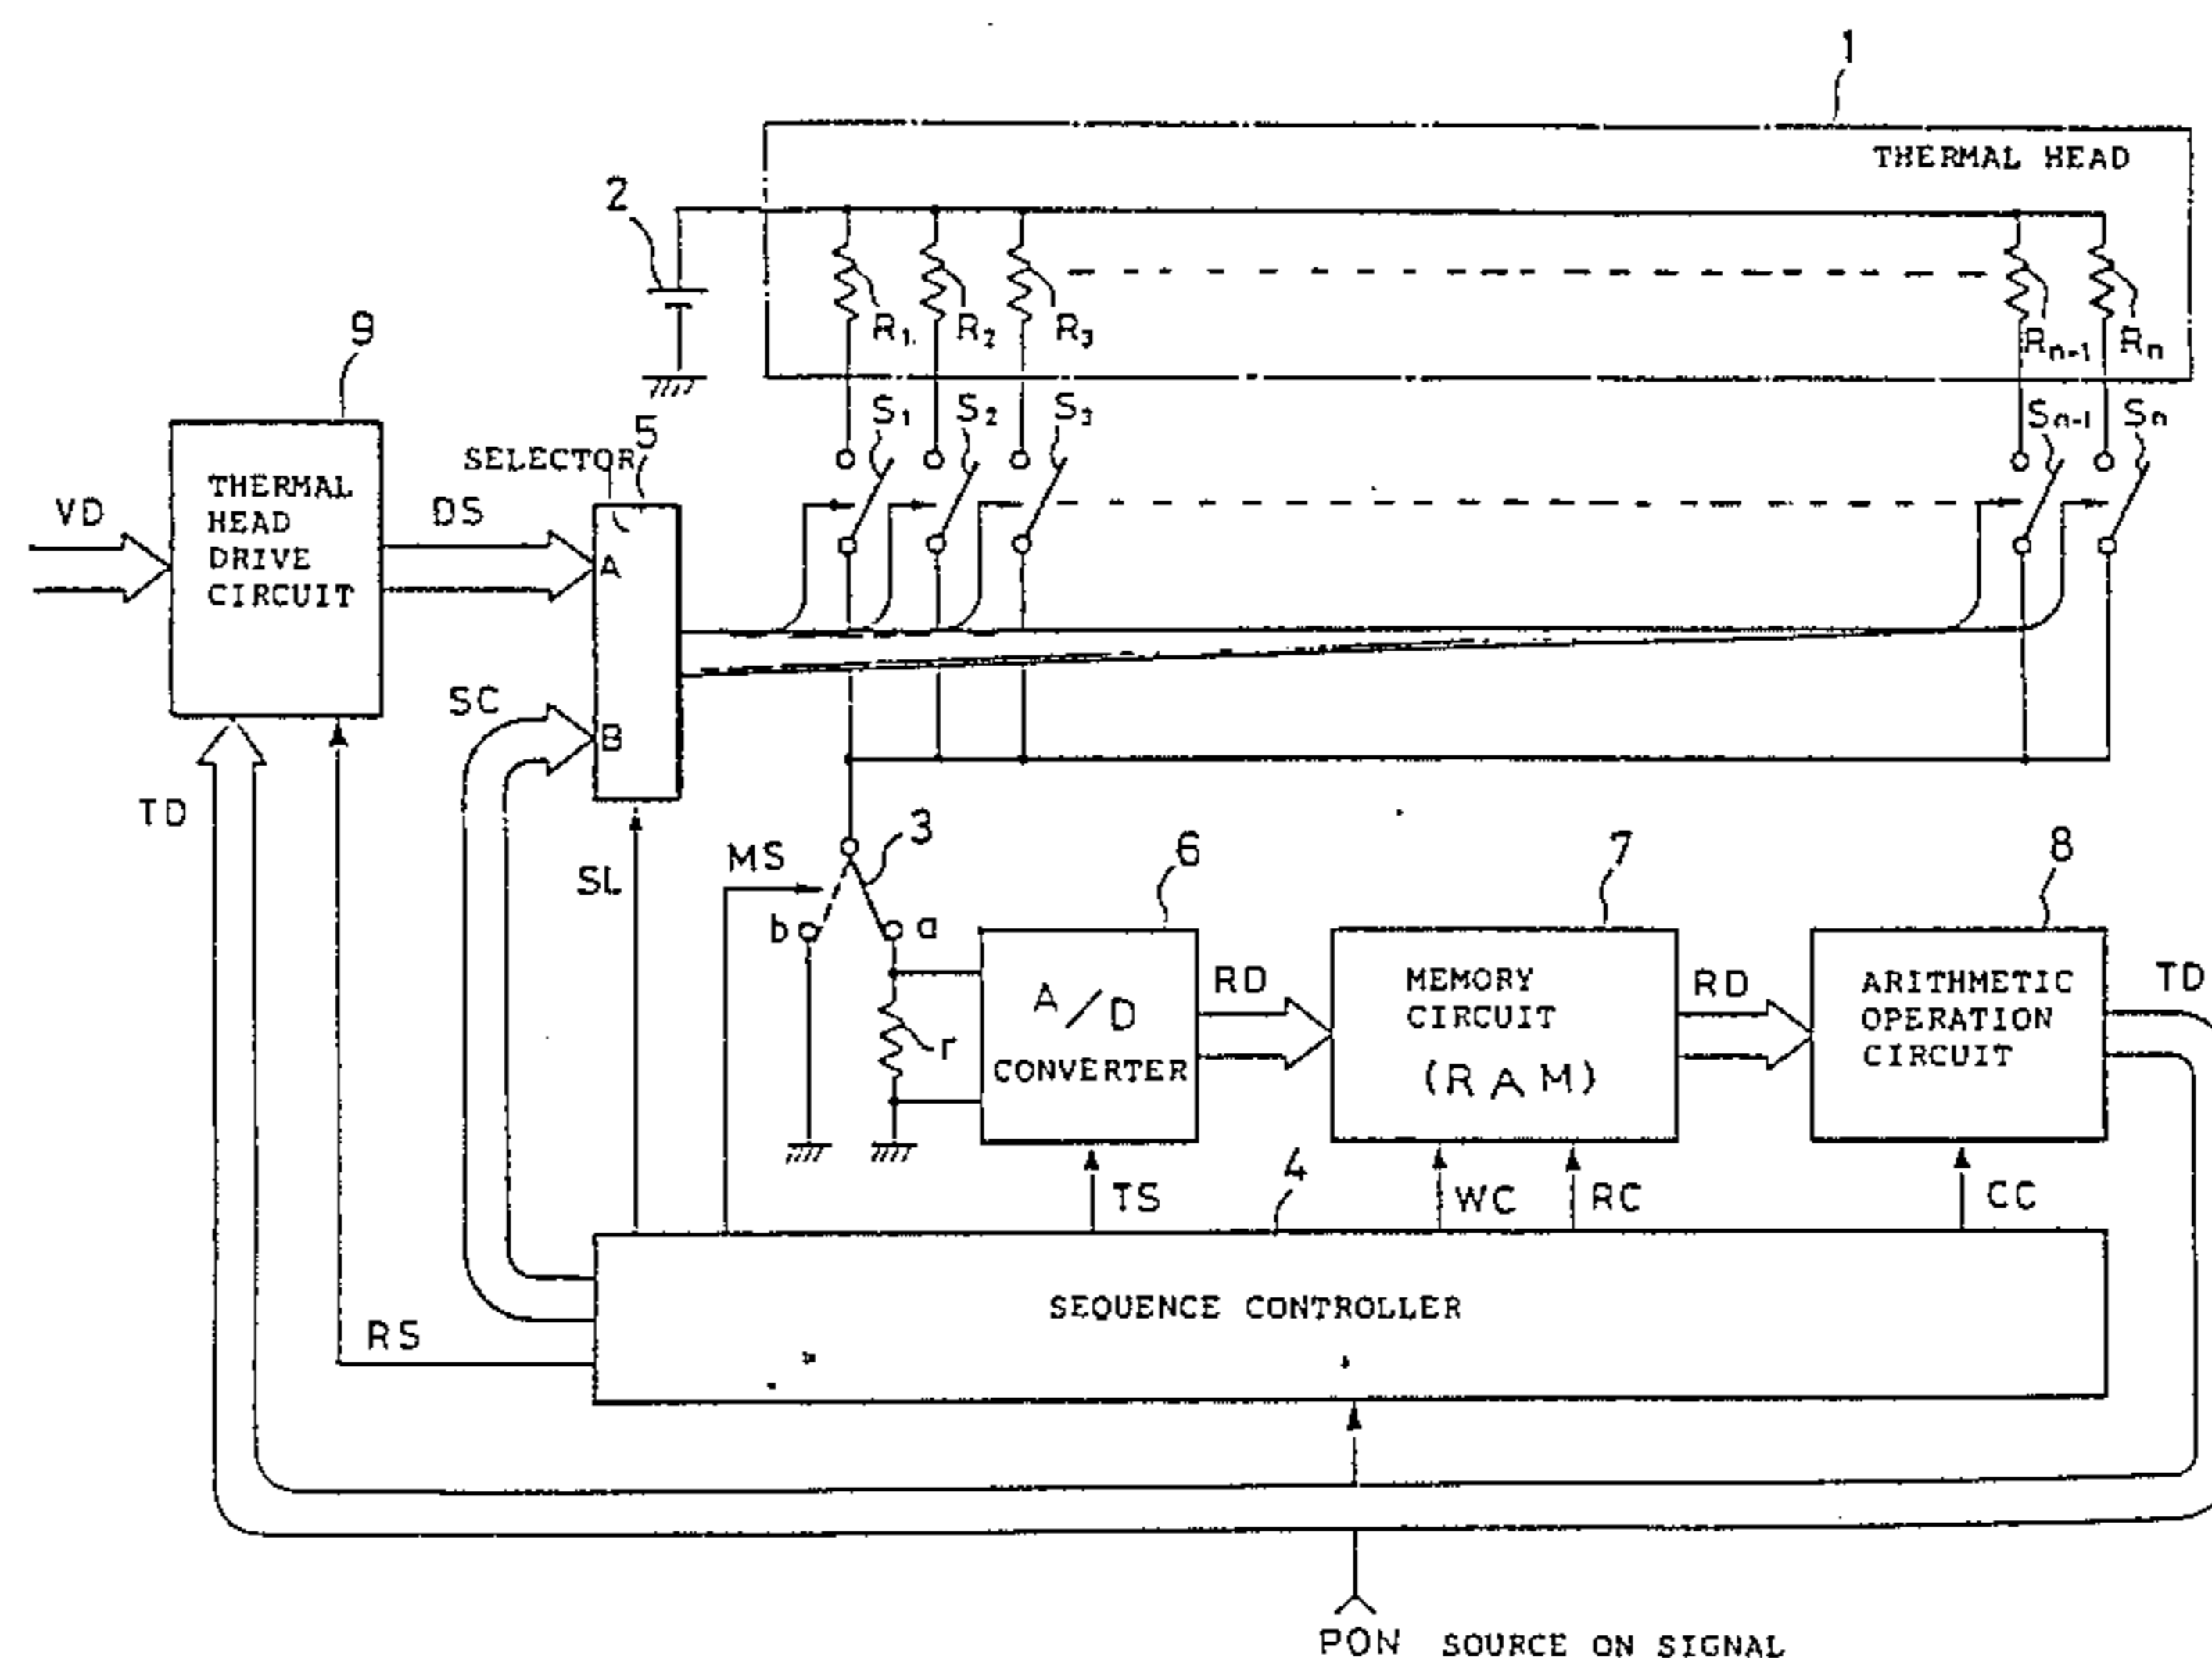 1
THERMAL HEAD
2
R1 R2 R3 Rn-1 Rn
9
S1 S2 S3 Sn-1 Sn
SELECTOR 5
THERMAL
HEAD
DRIVE
CIRCUIT
VD
DS
A
SC
B
TD
SL
MS
3
b a
r
6
A/D
CONVERTER
RD
7
MEMORY
CIRCUIT
(RAM)
RD
8
ARITHMETIC
OPERATION
CIRCUIT
TD
TS
4
WC
RC
CC
RS
SEQUENCE CONTROLLER
PON SOURCE ON SIGNAL